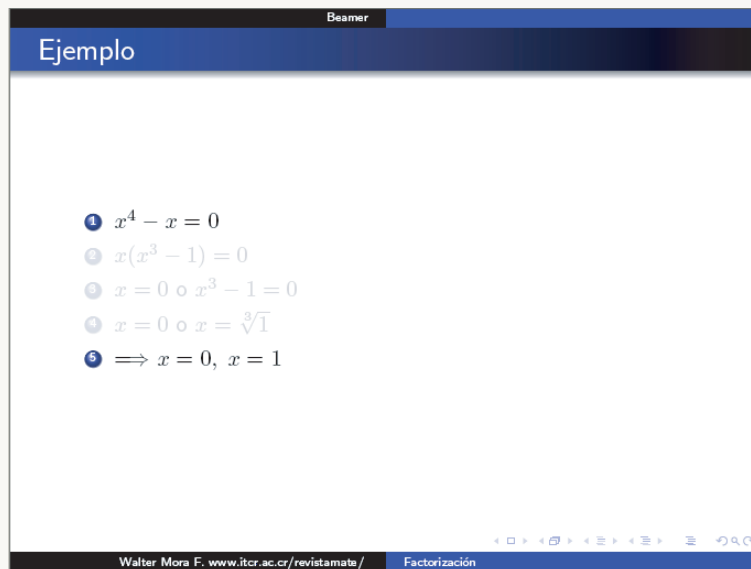 Beamer
Ejemplo
1 x⁴ − x = 0
2 x(x³ − 1) = 0
3 x = 0 o x³ − 1 = 0
4 x = 0 o x = ∛1
5 ⟹ x = 0, x = 1
Walter Mora F. www.itcr.ac.cr/revistamate/ Factorización